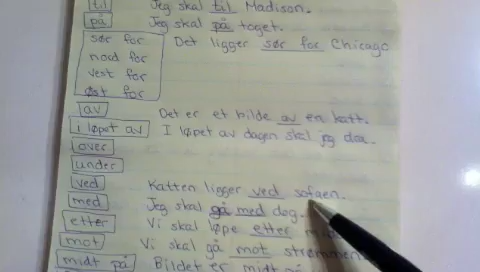 til Jeg skal til Madison.
på Jeg skal på toget.
sør for Det ligger sør for Chicago
nord for
vest for
øst for
av Det er et bilde av en katt.
i løpet av I løpet av dagen skal jeg dra.
over
under
ved Katten ligger ved sofaen.
med Jeg skal gå med deg.
etter Vi skal løpe etter
mot Vi skal gå mot strømmen
midt på Bildet er midt på